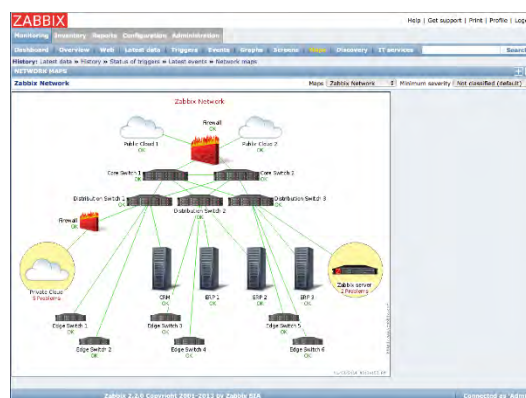 ZABBIX
Help | Get support | Print | Profile | Logo
Monitoring Inventory Reports Configuration Administration
Dashboard Overview Web Latest data Triggers Events Graphs Screens Maps Discovery IT services Search
History: Latest data » History » Status of triggers » Latest events » Network maps
NETWORK MAPS
Zabbix Network Maps Zabbix Network Minimum severity Not classified (default)
Zabbix Network
Firewall
OK
Public Cloud 1
OK
Public Cloud 2
OK
Core Switch 1
OK
Core Switch 2
OK
Distribution Switch 1
OK
Distribution Switch 2
OK
Distribution Switch 3
OK
Firewall
OK
Private Cloud
Problems
CRM
OK
ERP 1
OK
ERP 2
OK
ERP 3
OK
Zabbix server
2 Problems
Edge Switch 1
OK
Edge Switch 2
OK
Edge Switch 3
OK
Edge Switch 4
OK
Edge Switch 5
OK
Edge Switch 6
OK
Zabbix 2.2.0 Copyright 2001-2013 by Zabbix SIA
Connected as 'Admi